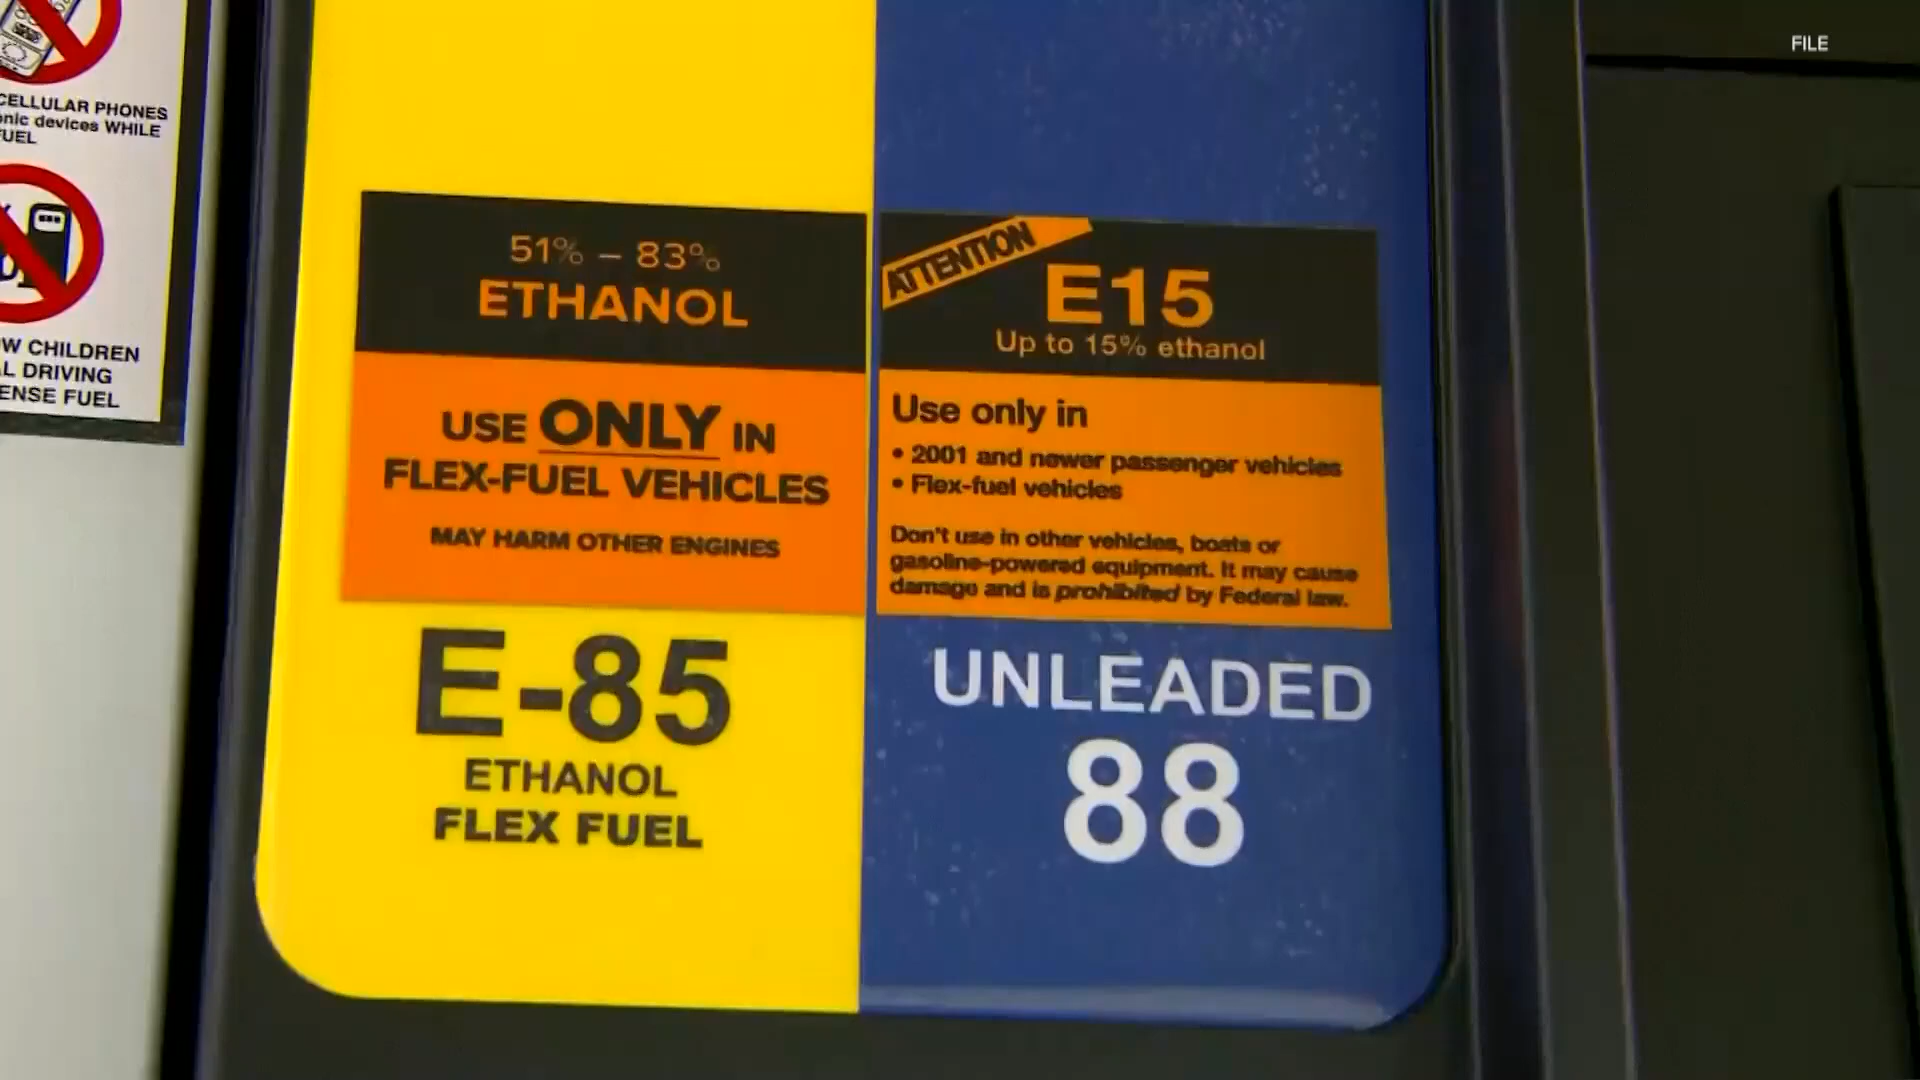 FILE
CELLULAR PHONES
onic devices WHILE
FUEL
W CHILDREN
L DRIVING
ENSE FUEL
51% – 83%
ETHANOL
USE ONLY IN
FLEX-FUEL VEHICLES
MAY HARM OTHER ENGINES
E-85
ETHANOL
FLEX FUEL
ATTENTION
E15
Up to 15% ethanol
Use only in
• 2001 and newer passenger vehicles
• Flex-fuel vehicles
Don't use in other vehicles, boats or
gasoline-powered equipment. It may cause
damage and is prohibited by Federal law.
UNLEADED
88